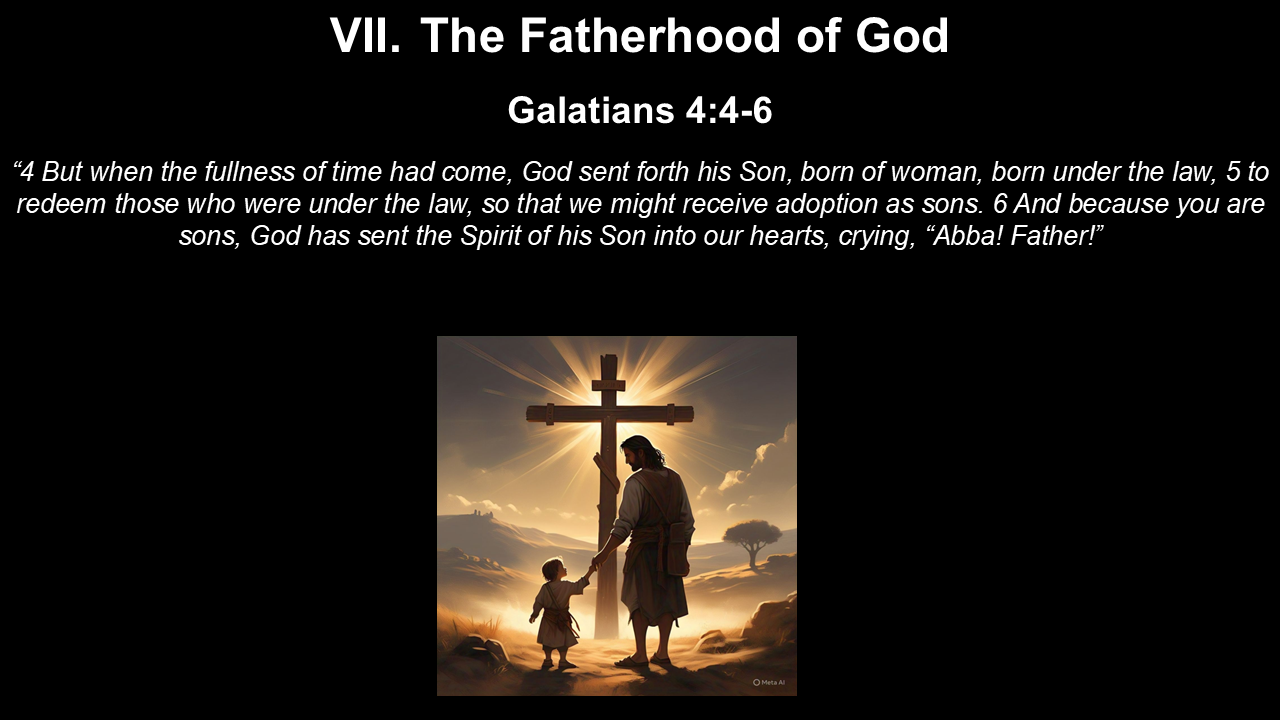 VII. The Fatherhood of God
Galatians 4:4-6
“4 But when the fullness of time had come, God sent forth his Son, born of woman, born under the law, 5 to
redeem those who were under the law, so that we might receive adoption as sons. 6 And because you are
sons, God has sent the Spirit of his Son into our hearts, crying, “Abba! Father!”
Meta AI